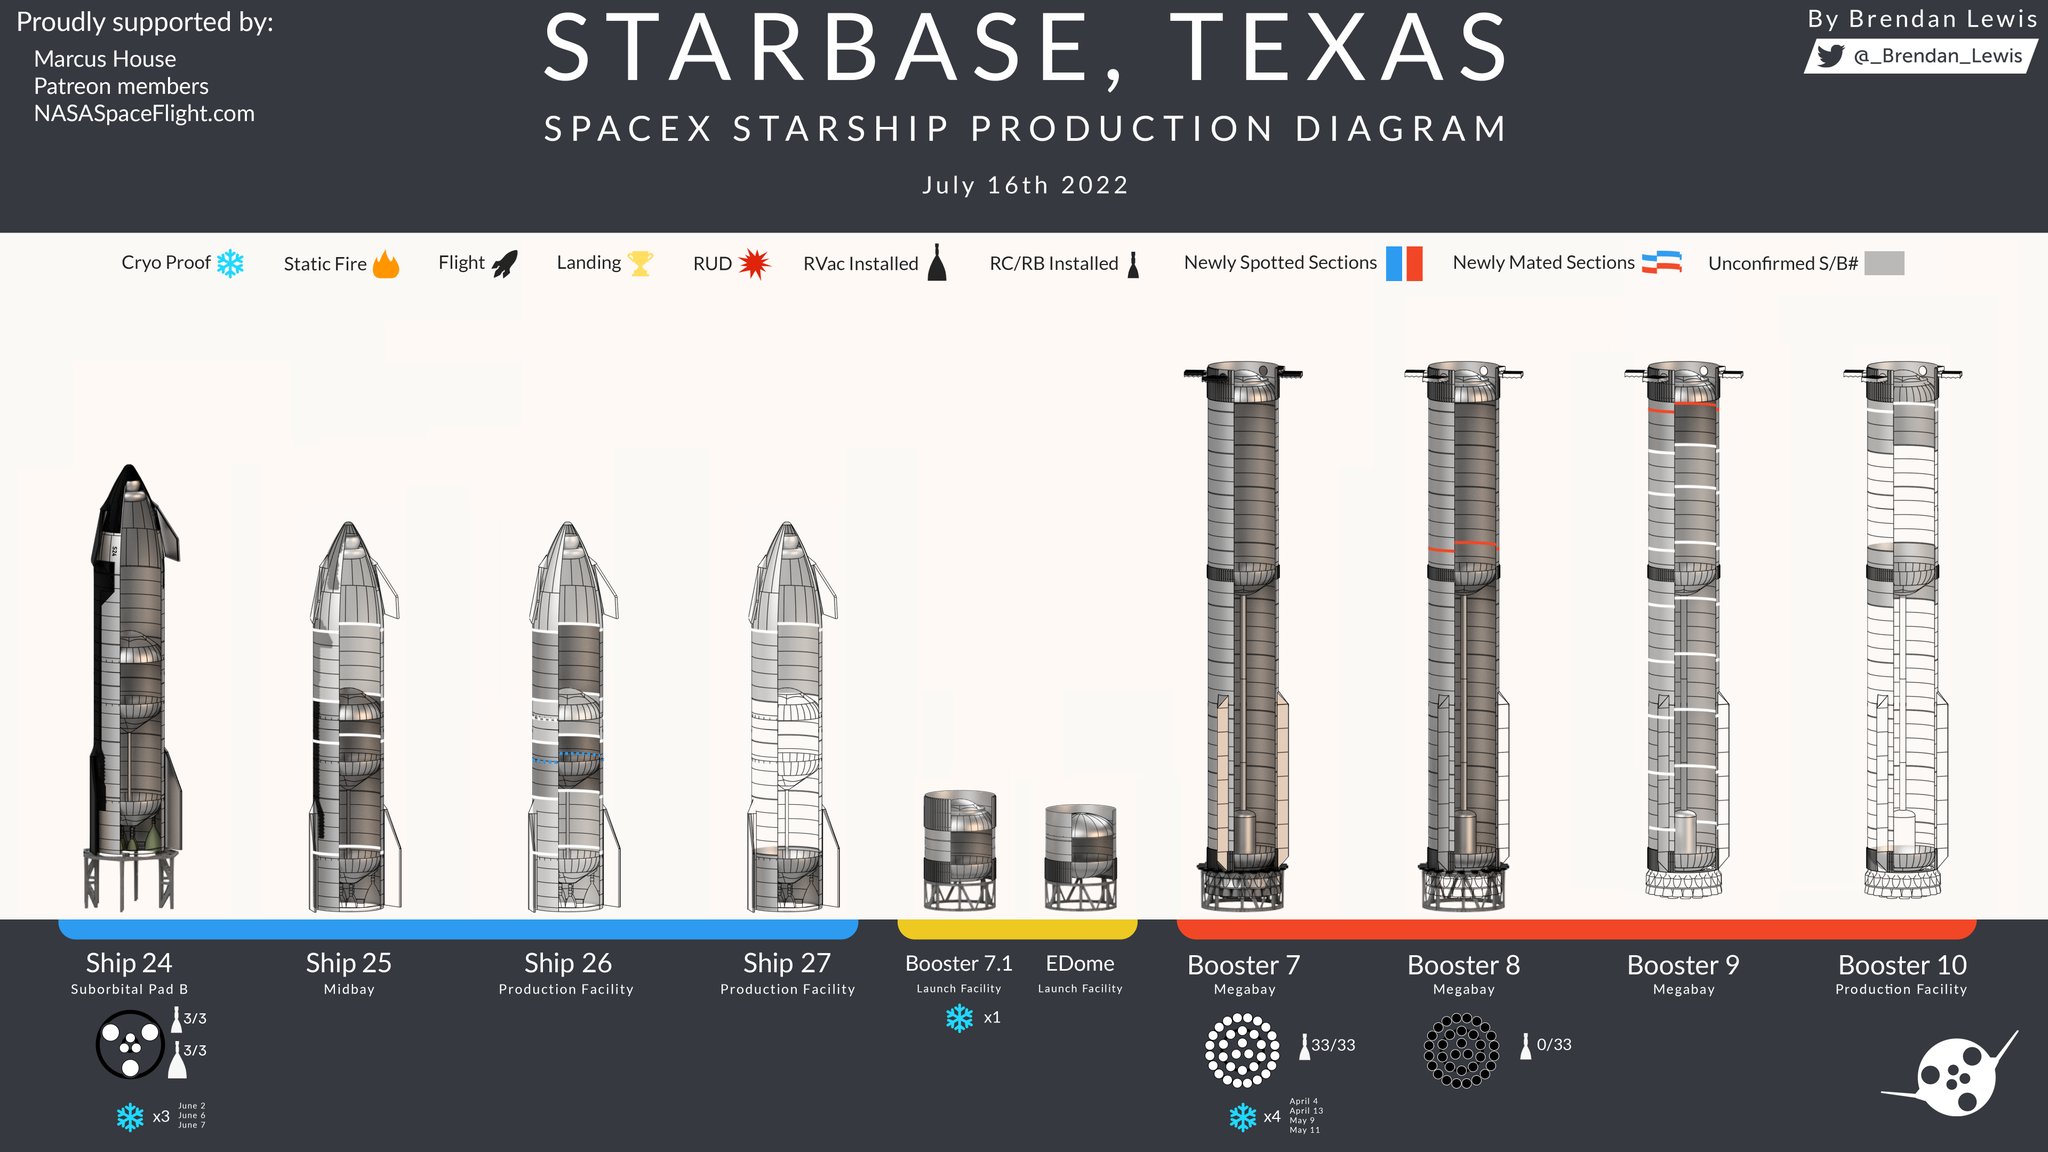 Proudly supported by:
Marcus House
Patreon members
NASASpaceFlight.com
STARBASE, TEXAS
SPACEX STARSHIP PRODUCTION DIAGRAM
July 16th 2022
By Brendan Lewis
@_Brendan_Lewis
Cryo Proof
Static Fire
Flight
Landing
RUD
RVac Installed
RC/RB Installed
Newly Spotted Sections
Newly Mated Sections
Unconfirmed S/B#
S24
Ship 24
Suborbital Pad B
3/3
3/3
x3
June 2
June 6
June 7
Ship 25
Midbay
Ship 26
Production Facility
Ship 27
Production Facility
Booster 7.1
Launch Facility
x1
EDome
Launch Facility
Booster 7
Megabay
33/33
x4
April 4
April 13
May 9
May 11
Booster 8
Megabay
0/33
Booster 9
Megabay
Booster 10
Production Facility